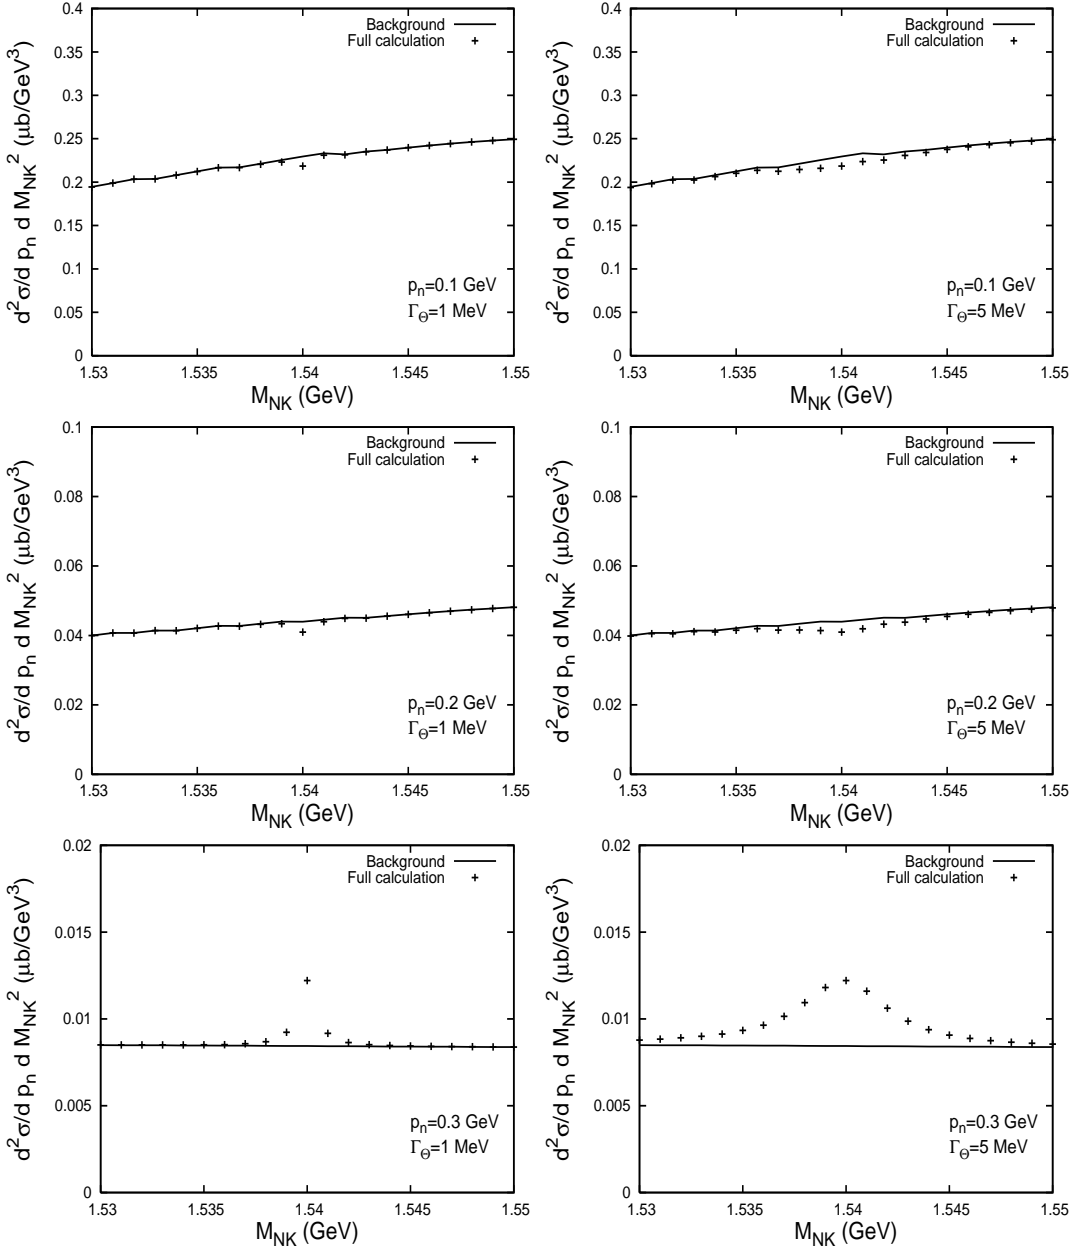 0.4
0.35
0.3
0.25
0.2
0.15
0.1
0.05
0
1.53
1.535
1.54
1.545
1.55
d²σ/d pₙ d M_NK² (μb/GeV³)
M_NK (GeV)
Background
Full calculation
pₙ=0.1 GeV
Γ_Θ=1 MeV
0.4
0.35
0.3
0.25
0.2
0.15
0.1
0.05
0
1.53
1.535
1.54
1.545
1.55
d²σ/d pₙ d M_NK² (μb/GeV³)
M_NK (GeV)
Background
Full calculation
pₙ=0.1 GeV
Γ_Θ=5 MeV
0.1
0.08
0.06
0.04
0.02
0
1.53
1.535
1.54
1.545
1.55
d²σ/d pₙ d M_NK² (μb/GeV³)
M_NK (GeV)
Background
Full calculation
pₙ=0.2 GeV
Γ_Θ=1 MeV
0.1
0.08
0.06
0.04
0.02
0
1.53
1.535
1.54
1.545
1.55
d²σ/d pₙ d M_NK² (μb/GeV³)
M_NK (GeV)
Background
Full calculation
pₙ=0.2 GeV
Γ_Θ=5 MeV
0.02
0.015
0.01
0.005
0
1.53
1.535
1.54
1.545
1.55
d²σ/d pₙ d M_NK² (μb/GeV³)
M_NK (GeV)
Background
Full calculation
pₙ=0.3 GeV
Γ_Θ=1 MeV
0.02
0.015
0.01
0.005
0
1.53
1.535
1.54
1.545
1.55
d²σ/d pₙ d M_NK² (μb/GeV³)
M_NK (GeV)
Background
Full calculation
pₙ=0.3 GeV
Γ_Θ=5 MeV